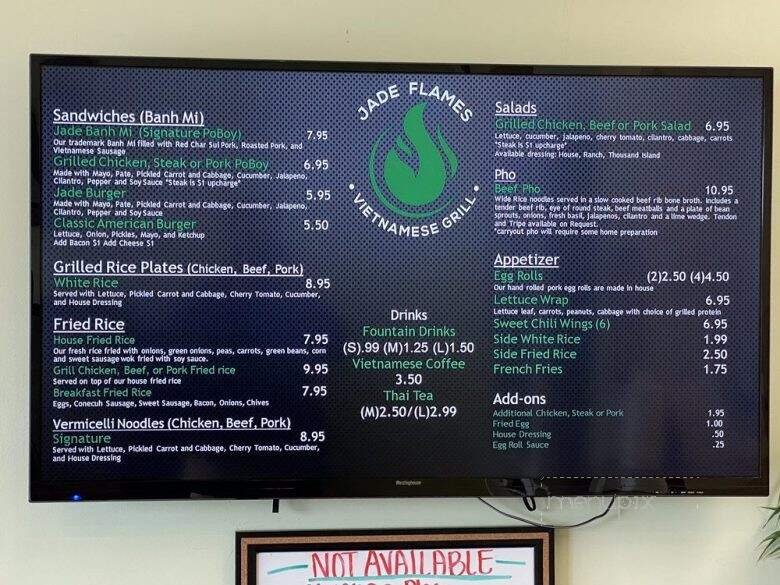 Sandwiches (Banh Mi)
Jade Banh Mi (Signature PoBoy) 7.95
Our trademark Banh Mi filled with Red Char Sui Pork, Roasted Pork, and
Vietnamese Sausage
Grilled Chicken, Steak or Pork PoBoy 6.95
Made with Mayo, Pate, Pickled Carrot and Cabbage, Cucumber, Jalapeno,
Cilantro, Pepper and Soy Sauce *Steak is $1 upcharge*
Jade Burger 5.95
Made with Mayo, Pate, Pickled Carrot and Cabbage, Cucumber, Jalapeno,
Cilantro, Pepper and Soy Sauce
Classic American Burger 5.50
Lettuce, Onion, Pickles, Mayo, and Ketchup
Add Bacon $1 Add Cheese $1
Grilled Rice Plates (Chicken, Beef, Pork)
White Rice 8.95
Served with Lettuce, Pickled Carrot and Cabbage, Cherry Tomato, Cucumber,
and House Dressing
Fried Rice
House Fried Rice 7.95
Our fresh rice fried with onions, green onions, peas, carrots, green beans, corn
and sweet sausage wok fried with soy sauce.
Grill Chicken, Beef, or Pork Fried rice 9.95
Served on top of our house fried rice
Breakfast Fried Rice 7.95
Eggs, Conecuh Sausage, Sweet Sausage, Bacon, Onions, Chives
Vermicelli Noodles (Chicken, Beef, Pork)
Signature 8.95
Served with Lettuce, Pickled Carrot and Cabbage, Cherry Tomato, Cucumber,
and House Dressing
JADE FLAMES
• VIETNAMESE GRILL •
Drinks
Fountain Drinks
(S).99 (M)1.25 (L)1.50
Vietnamese Coffee
3.50
Thai Tea
(M)2.50/(L)2.99
Salads
Grilled Chicken, Beef or Pork Salad 6.95
Lettuce, cucumber, jalapeno, cherry tomato, cilantro, cabbage, carrots
*Steak is $1 upcharge*
Available dressing: House, Ranch, Thousand Island
Pho
Beef Pho 10.95
Wide Rice noodles served in a slow cooked beef rib bone broth. Includes a
tender beef rib, eye of round steak, beef meatballs and a plate of bean
sprouts, onions, fresh basil, jalapenos, cilantro and a lime wedge. Tendon
and Tripe available on Request.
*carryout pho will require some home preparation
Appetizer
Egg Rolls (2)2.50 (4)4.50
Our hand rolled pork egg rolls are made in house
Lettuce Wrap 6.95
Lettuce leaf, carrots, peanuts, cabbage with choice of grilled protein
Sweet Chili Wings (6) 6.95
Side White Rice 1.99
Side Fried Rice 2.50
French Fries 1.75
Add-ons
Additional Chicken, Steak or Pork 1.95
Fried Egg 1.00
House Dressing .50
Egg Roll Sauce .25
Westinghouse
menupix
NOT AVAILABLE